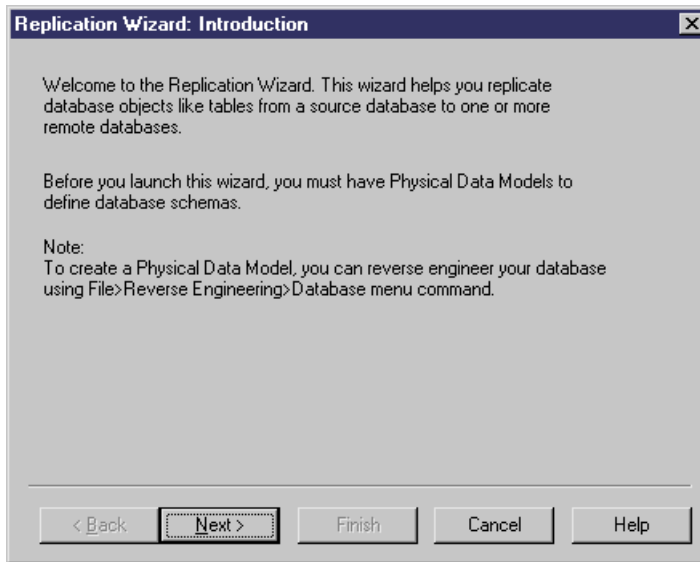 Replication Wizard: Introduction
Welcome to the Replication Wizard. This wizard helps you replicate
database objects like tables from a source database to one or more
remote databases.
Before you launch this wizard, you must have Physical Data Models to
define database schemas.
Note:
To create a Physical Data Model, you can reverse engineer your database
using File>Reverse Engineering>Database menu command.
< Back Next > Finish Cancel Help